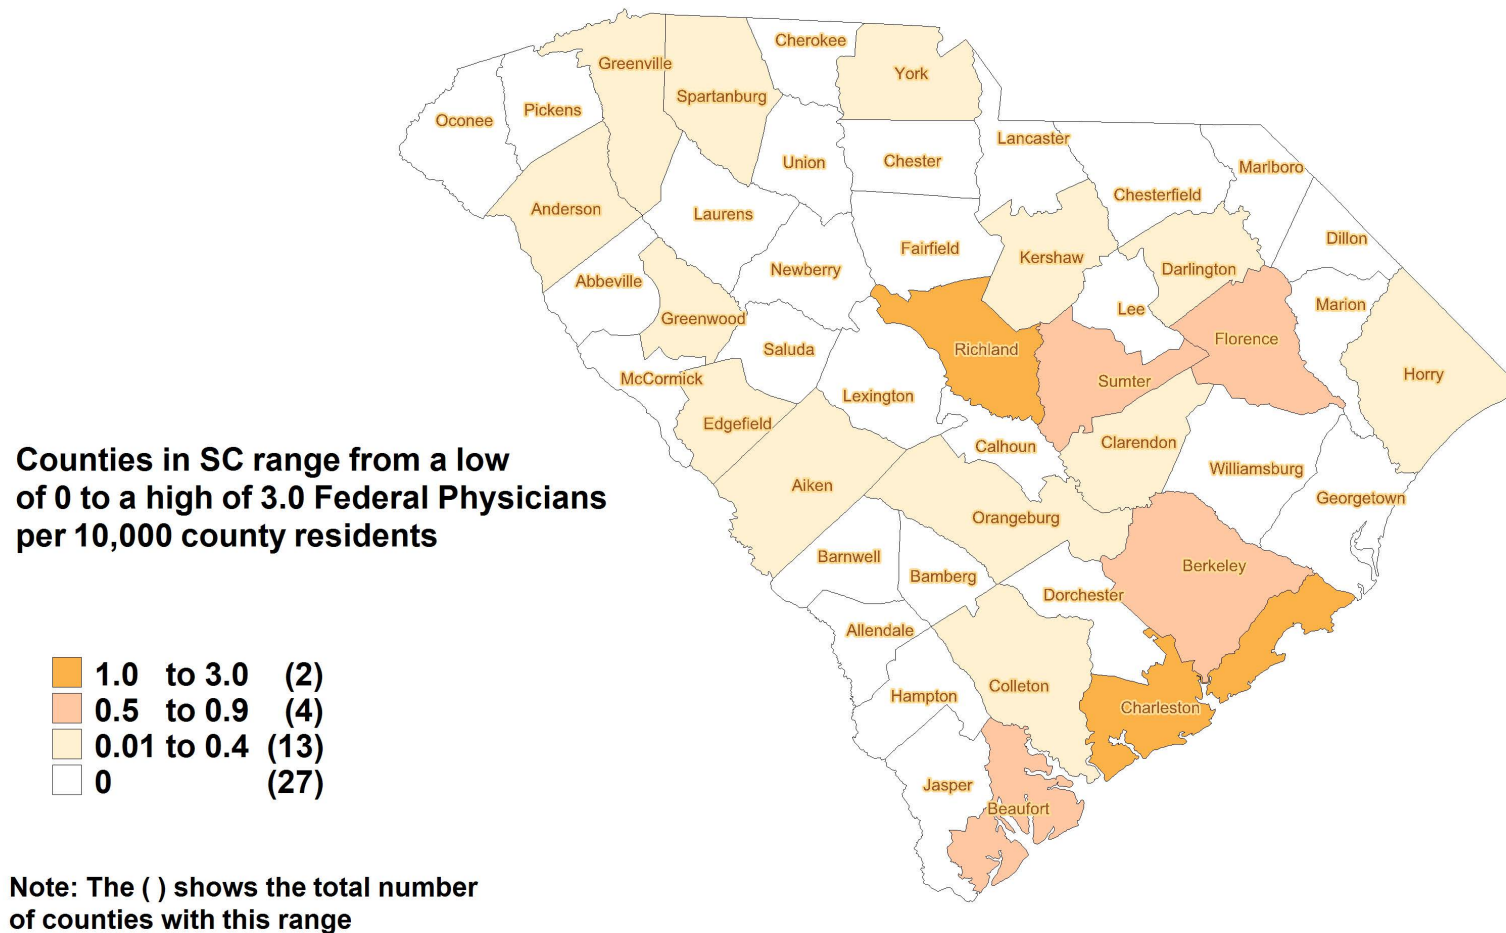 Cherokee
Greenville
York
Spartanburg
Pickens
Oconee
Lancaster
Union
Chester
Marlboro
Chesterfield
Anderson
Laurens
Dillon
Fairfield
Kershaw
Newberry
Darlington
Abbeville
Marion
Lee
Greenwood
Florence
Saluda
Richland
Horry
McCormick
Sumter
Lexington
Edgefield
Clarendon
Calhoun
Williamsburg
Aiken
Georgetown
Orangeburg
Barnwell
Berkeley
Bamberg
Dorchester
Allendale
Colleton
Hampton
Charleston
Jasper
Beaufort
Counties in SC range from a low
of 0 to a high of 3.0 Federal Physicians
per 10,000 county residents
1.0 to 3.0 (2)
0.5 to 0.9 (4)
0.01 to 0.4 (13)
0 (27)
Note: The ( ) shows the total number
of counties with this range